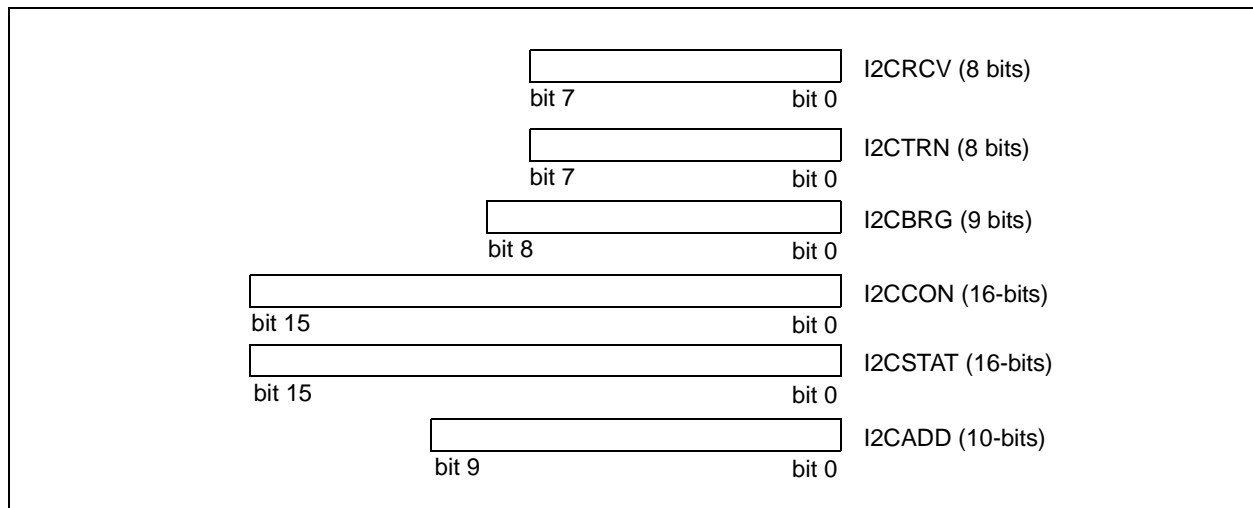 I2CRCV (8 bits)
bit 7 bit 0
I2CTRN (8 bits)
bit 7 bit 0
I2CBRG (9 bits)
bit 8 bit 0
I2CCON (16-bits)
bit 15 bit 0
I2CSTAT (16-bits)
bit 15 bit 0
I2CADD (10-bits)
bit 9 bit 0